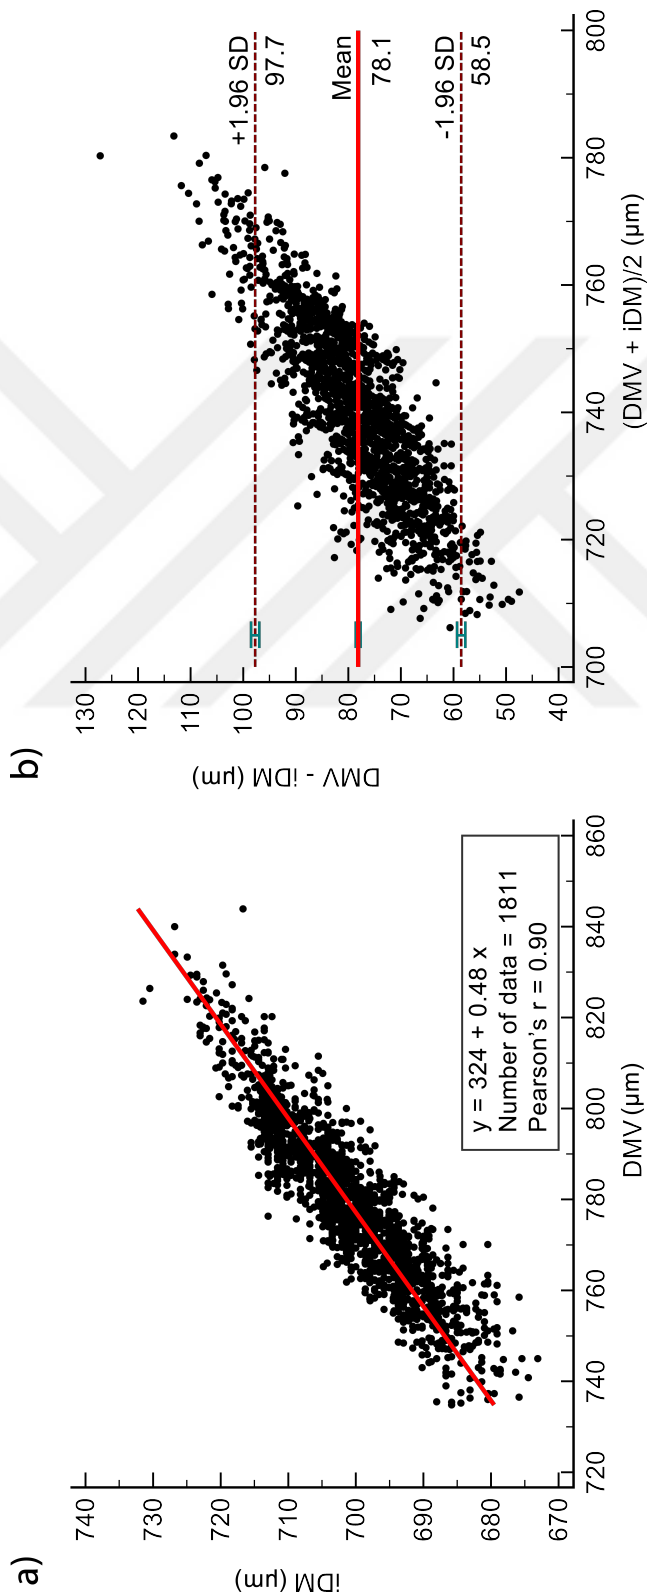 a)
740
730
720
710
700
690
680
670
iDM (µm)
720
740
760
780
800
820
840
860
DMV (µm)
y = 324 + 0.48 x
Number of data = 1811
Pearson's r = 0.90
b)
130
120
110
100
90
80
70
60
50
40
DMV - iDM (µm)
700
720
740
760
780
800
(DMV + iDM)/2 (µm)
+1.96 SD
97.7
Mean
78.1
-1.96 SD
58.5